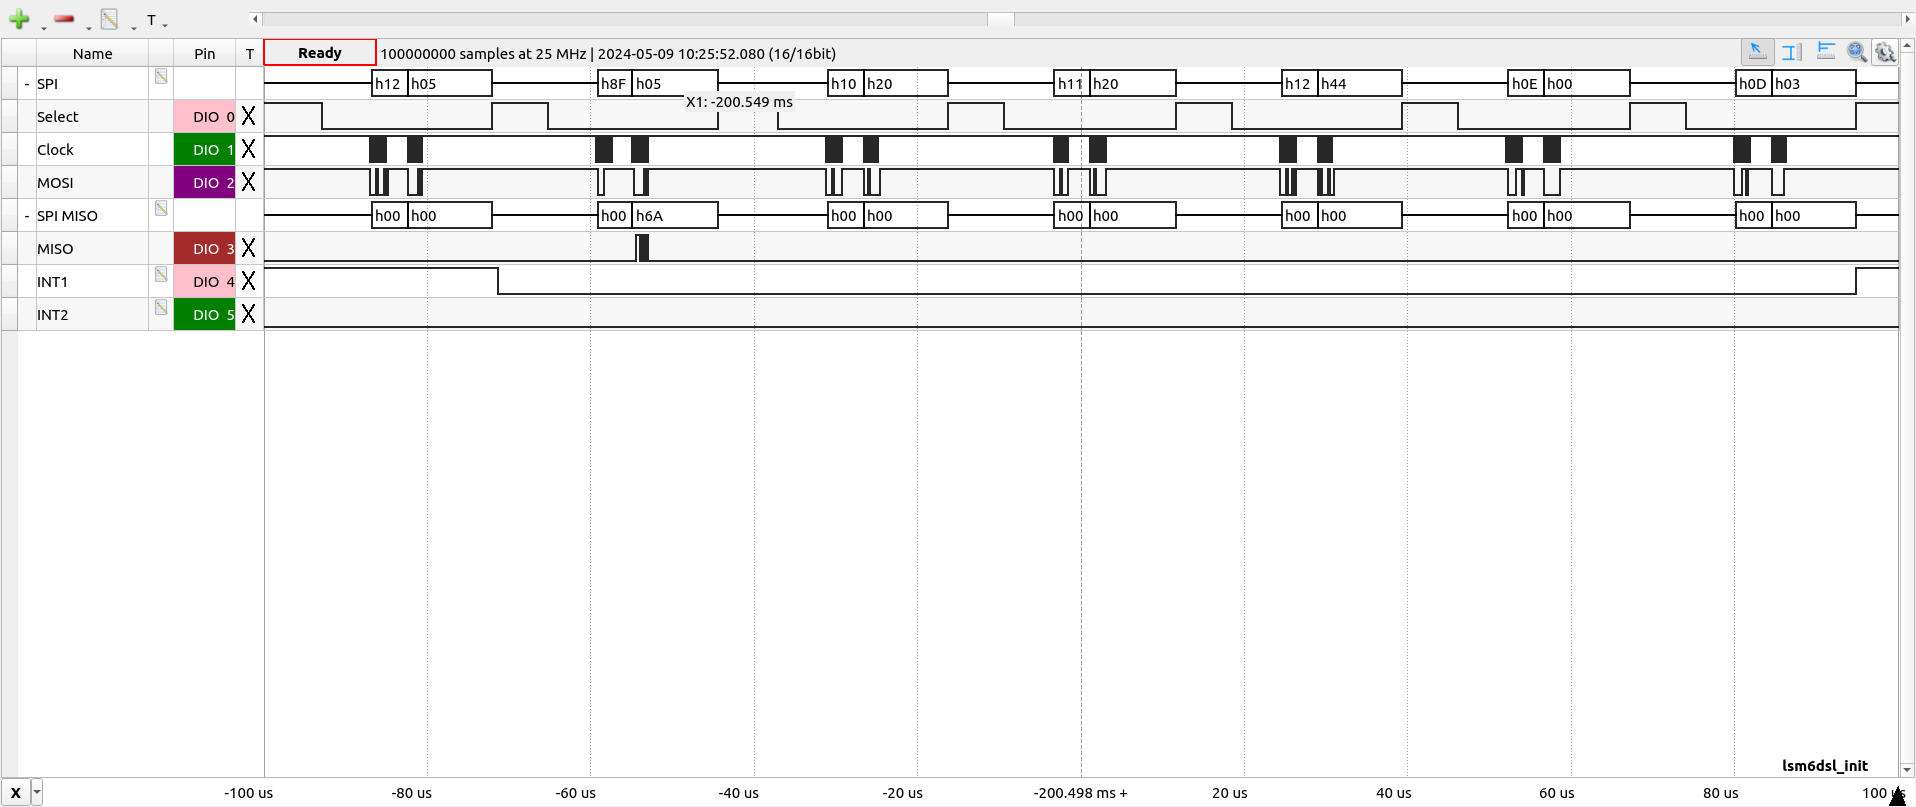 T
Name Pin T Ready 100000000 samples at 25 MHz | 2024-05-09 10:25:52.080 (16/16bit)
- SPI h12 h05 h8F h05 h10 h20 h11 h20 h12 h44 h0E h00 h0D h03
X1: -200.549 ms
Select DIO 0 X
Clock DIO 1 X
MOSI DIO 2 X
- SPI MISO h00 h00 h00 h6A h00 h00 h00 h00 h00 h00 h00 h00 h00 h00
MISO DIO 3 X
INT1 DIO 4 X
INT2 DIO 5 X
lsm6dsl_init
X -100 us -80 us -60 us -40 us -20 us -200.498 ms + 20 us 40 us 60 us 80 us 100 us